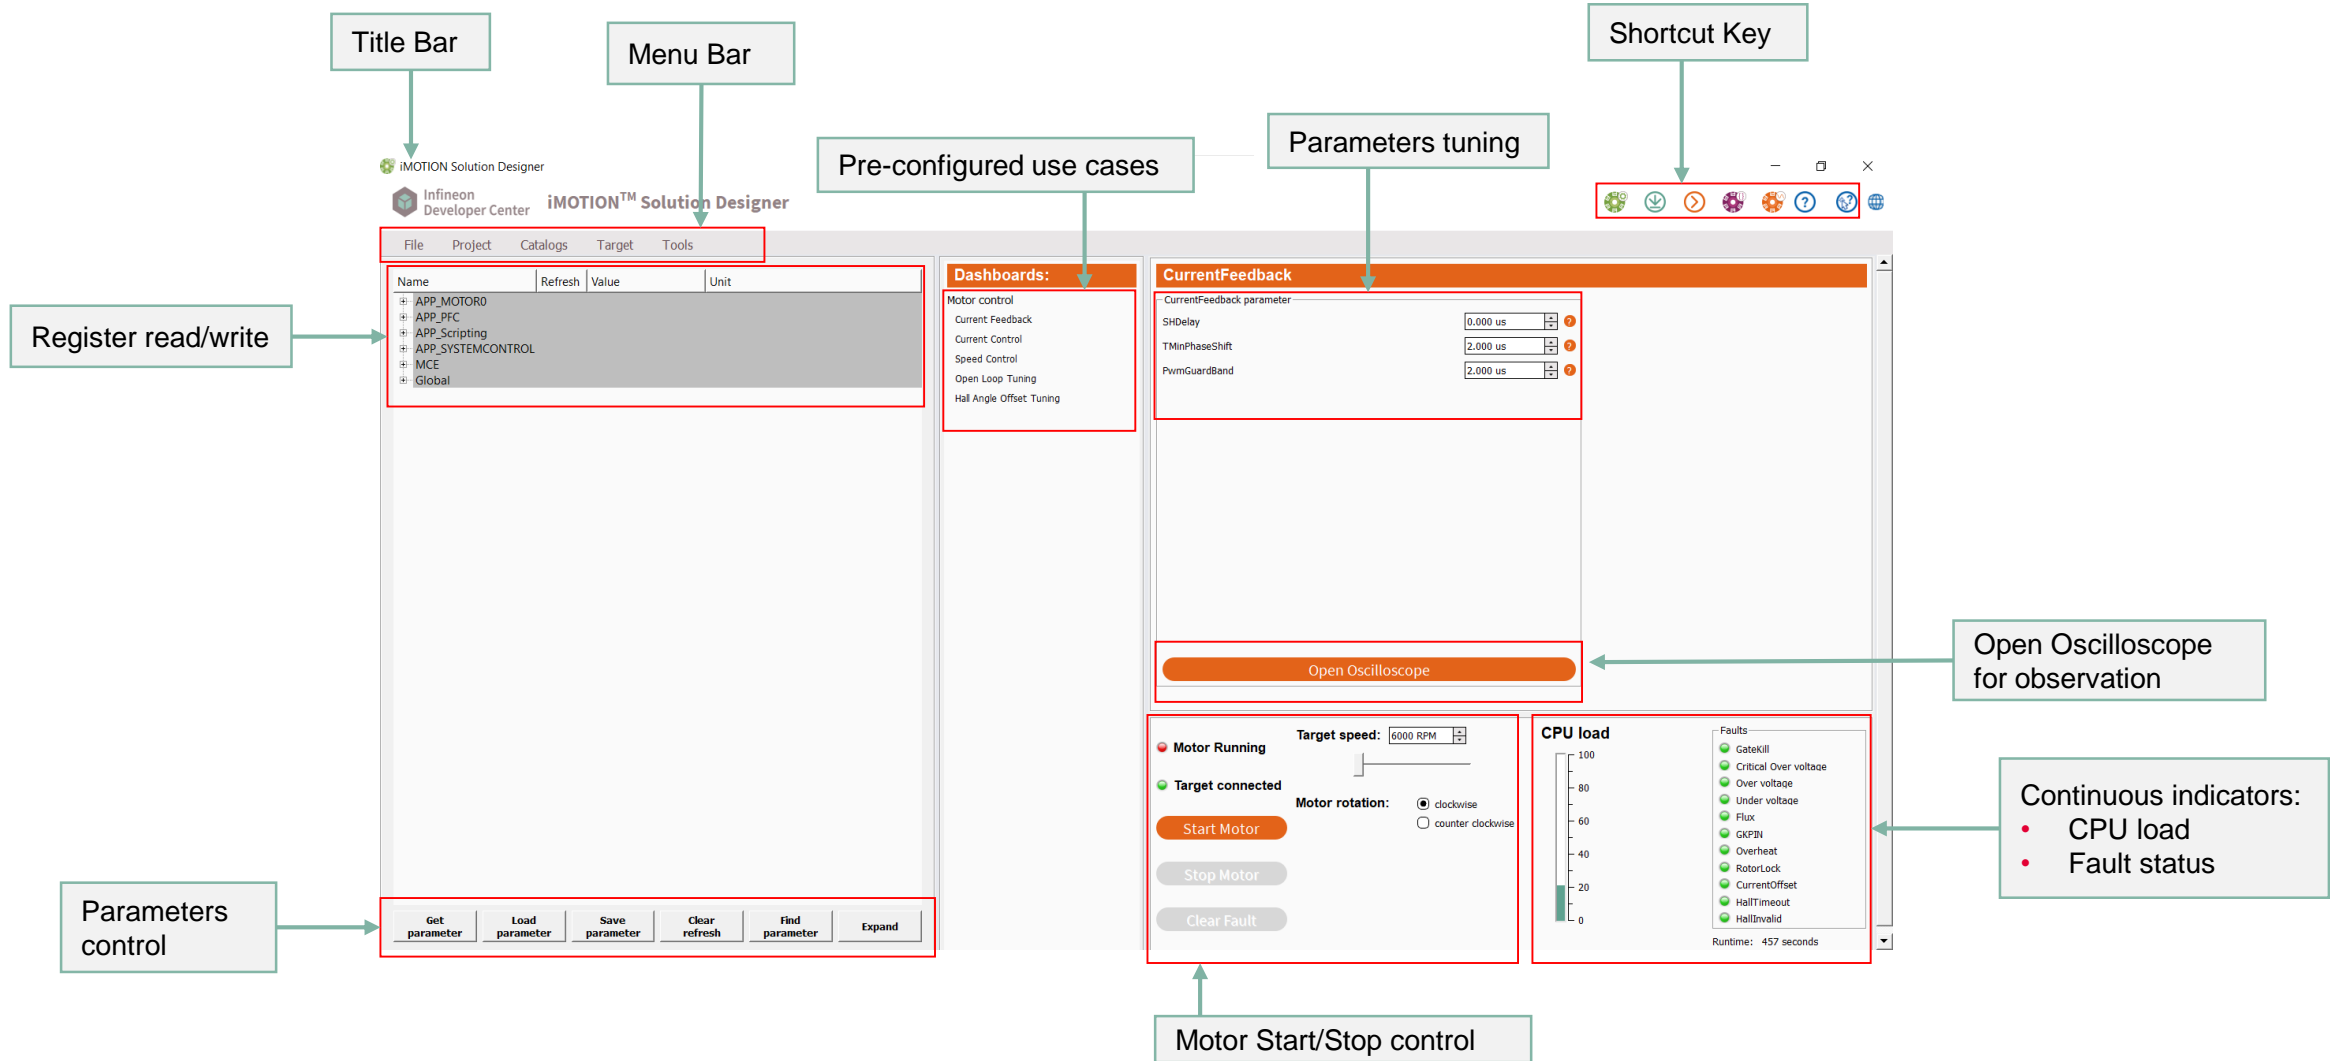 Title Bar
Menu Bar
Shortcut Key
Pre-configured use cases
Parameters tuning
iMOTION Solution Designer
Infineon
Developer Center
iMOTION™ Solution Designer
File Project Catalogs Target Tools
Name Refresh Value Unit
APP_MOTOR0
APP_PFC
APP_Scripting
APP_SYSTEMCONTROL
MCE
Global
Register read/write
Dashboards:
Motor control
Current Feedback
Current Control
Speed Control
Open Loop Tuning
Hall Angle Offset Tuning
CurrentFeedback
CurrentFeedback parameter
SHDelay 0.000 us ?
TMinPhaseShift 2.000 us ?
PwmGuardBand 2.000 us ?
Open Oscilloscope
Open Oscilloscope
for observation
Motor Running
Target connected
Start Motor
Stop Motor
Clear Fault
Target speed: 6000 RPM
Motor rotation: clockwise
counter clockwise
CPU load
100
80
60
40
20
0
Faults
GateKill
Critical Over voltage
Over voltage
Under voltage
Flux
GKPIN
Overheat
RotorLock
CurrentOffset
HallTimeout
HallInvalid
Runtime: 457 seconds
Continuous indicators:
• CPU load
• Fault status
Parameters
control
Get
parameter
Load
parameter
Save
parameter
Clear
refresh
Find
parameter
Expand
Motor Start/Stop control